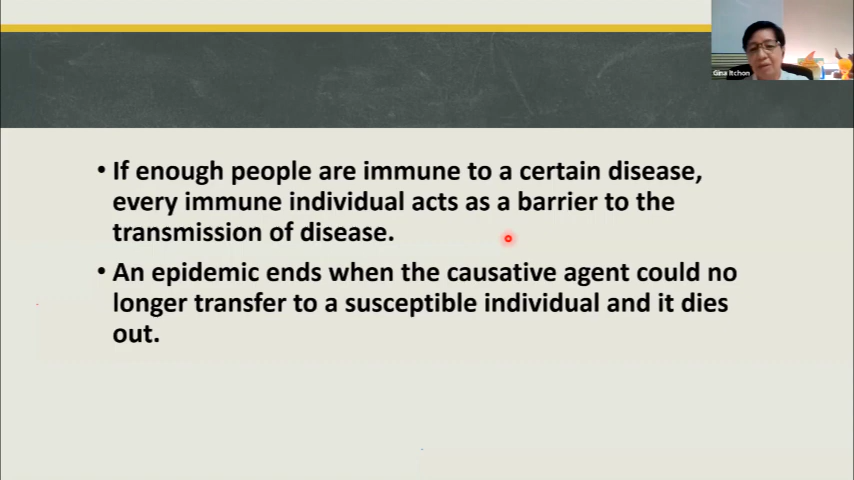 Gina Itchon
• If enough people are immune to a certain disease,
every immune individual acts as a barrier to the
transmission of disease.
• An epidemic ends when the causative agent could no
longer transfer to a susceptible individual and it dies
out.